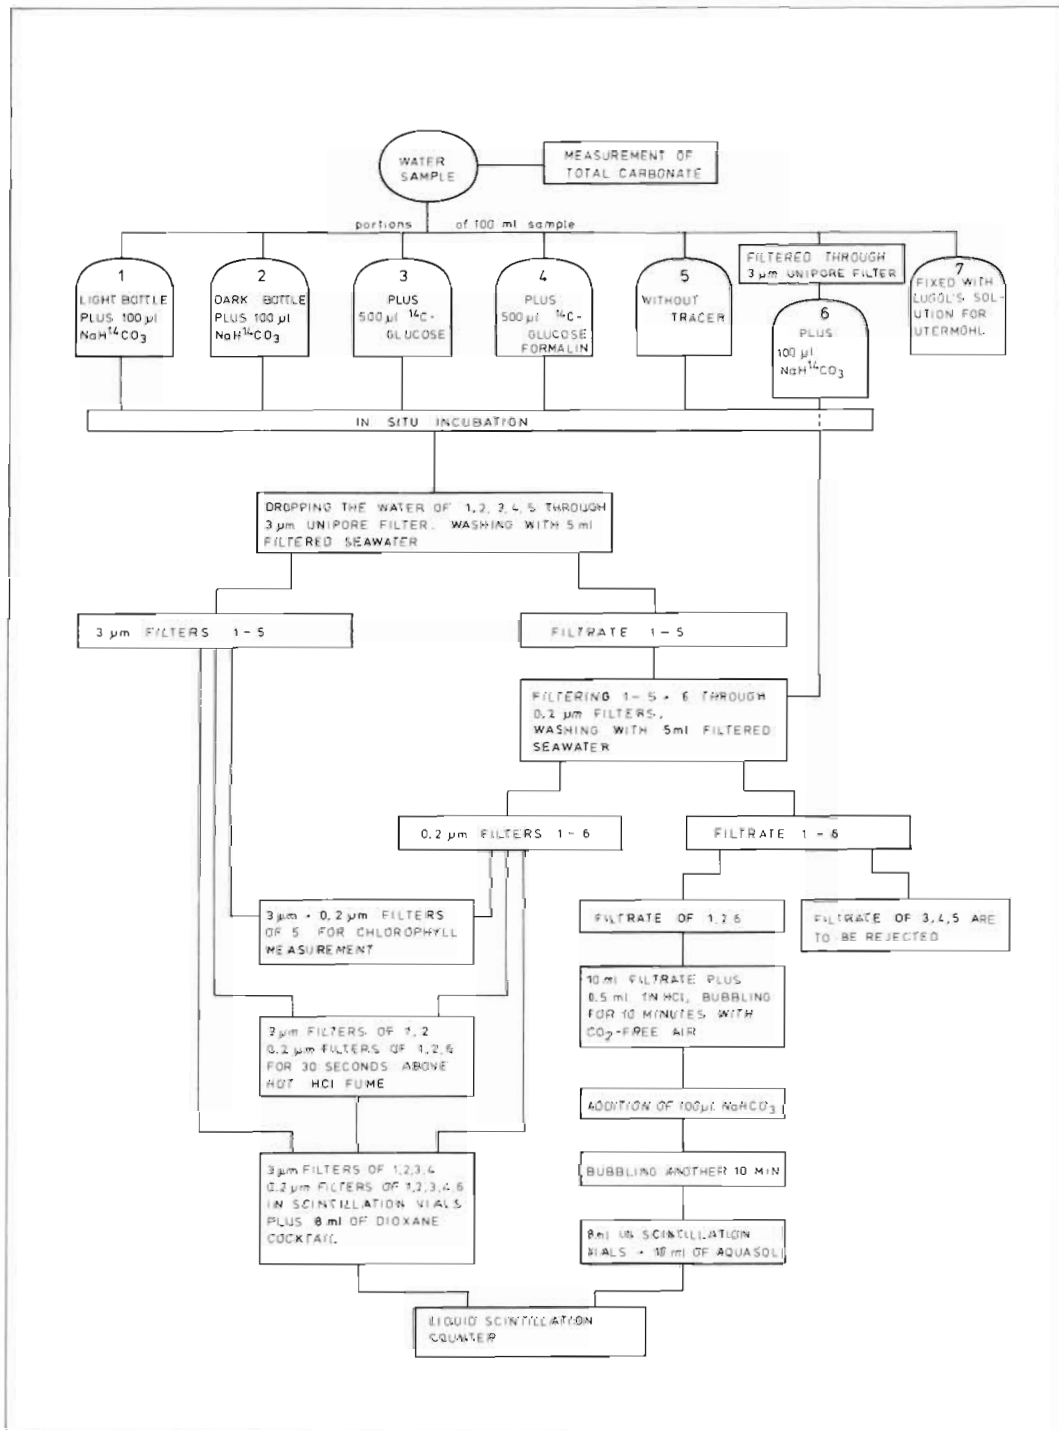 WATER
SAMPLE
MEASUREMENT OF
TOTAL CARBONATE
portions of 100 ml sample
1
LIGHT BOTTLE
PLUS 100 µl
NaH¹⁴CO₃
2
DARK BOTTLE
PLUS 100 µl
NaH¹⁴CO₃
3
PLUS
500 µl ¹⁴C-
GLUCOSE
4
PLUS
500 µl ¹⁴C-
GLUCOSE
FORMALIN
5
WITHOUT
TRACER
FILTERED THROUGH
3 µm UNIPORE FILTER
6
PLUS
100 µl
NaH¹⁴CO₃
7
FIXED WITH
LUGOL'S SOL-
UTION FOR
UTERMÖHL
IN SITU INCUBATION
DROPPING THE WATER OF 1,2,3,4,5 THROUGH
3 µm UNIPORE FILTER. WASHING WITH 5 ml
FILTERED SEAWATER
3 µm FILTERS 1-5
FILTRATE 1-5
FILTERING 1-5 + 6 THROUGH
0,2 µm FILTERS,
WASHING WITH 5ml FILTERED
SEAWATER
0,2 µm FILTERS 1-6
FILTRATE 1-6
3 µm + 0,2 µm FILTERS
OF 5 FOR CHLOROPHYLL
MEASUREMENT
FILTRATE OF 1,2,6
FILTRATE OF 3,4,5 ARE
TO BE REJECTED
10 ml FILTRATE PLUS
0.5 ml 1N HCl, BUBBLING
FOR 10 MINUTES WITH
CO₂-FREE AIR
3 µm FILTERS OF 1,2
0.2 µm FILTERS OF 1,2,6
FOR 30 SECONDS ABOVE
HOT HCl FUME
ADDITION OF 100 µl NaHCO₃
3 µm FILTERS OF 1,2,3,4
0.2 µm FILTERS OF 1,2,3,4,6
IN SCINTILLATION VIALS
PLUS 8 ml OF DIOXANE
COCKTAIL
BUBBLING ANOTHER 10 MIN
8 ml IN SCINTILLATION
VIALS + 10 ml OF AQUASOL
LIQUID SCINTILLATION
COUNTER